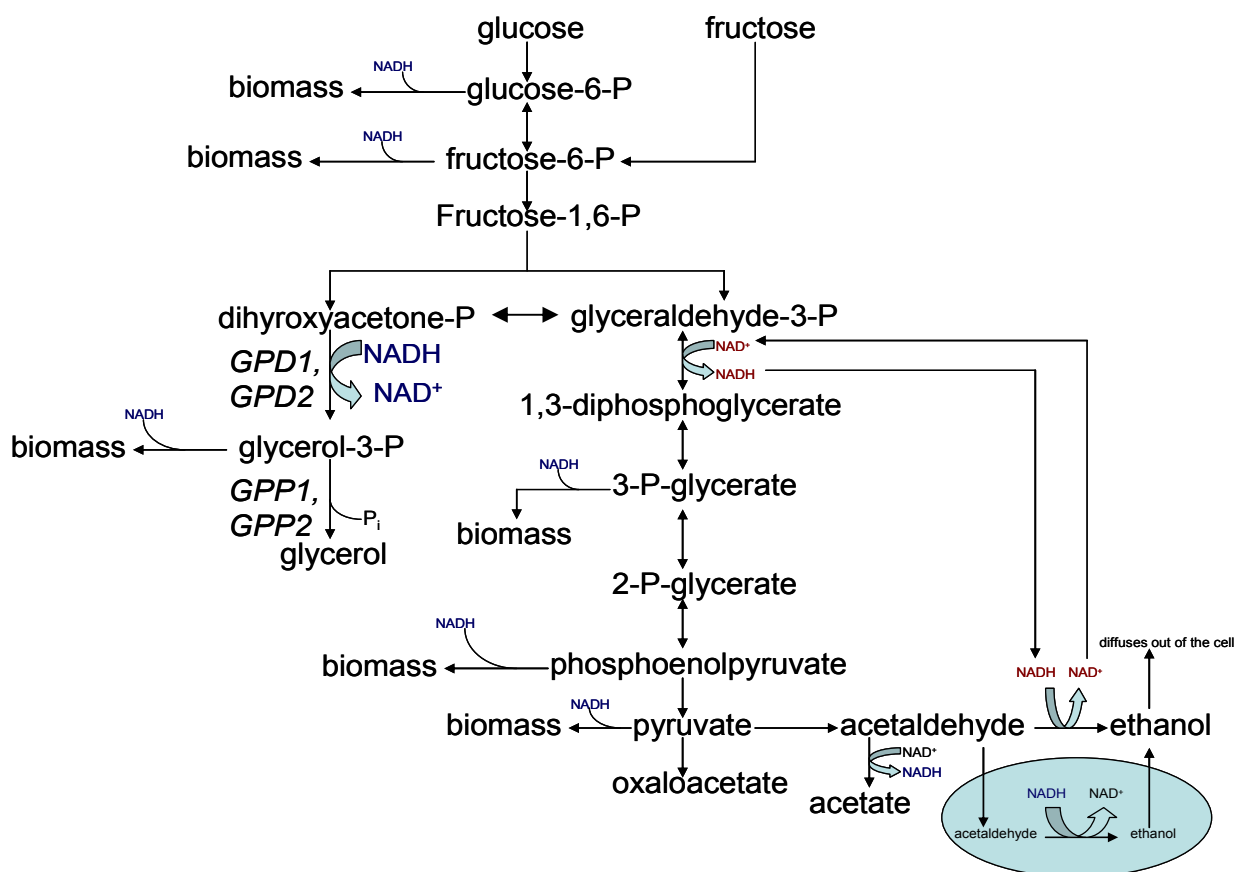 glucose
fructose
NADH
biomass
glucose-6-P
NADH
biomass
fructose-6-P
Fructose-1,6-P
dihyroxyacetone-P
glyceraldehyde-3-P
GPD1,
GPD2
NADH
NAD⁺
NAD⁺
NADH
1,3-diphosphoglycerate
NADH
biomass
glycerol-3-P
GPP1,
GPP2
Pᵢ
glycerol
NADH
3-P-glycerate
biomass
2-P-glycerate
NADH
biomass
phosphoenolpyruvate
diffuses out of the cell
NADH
NAD⁺
NADH
biomass
pyruvate
acetaldehyde
ethanol
oxaloacetate
NAD⁺
NADH
acetate
NADH
NAD⁺
acetaldehyde
ethanol